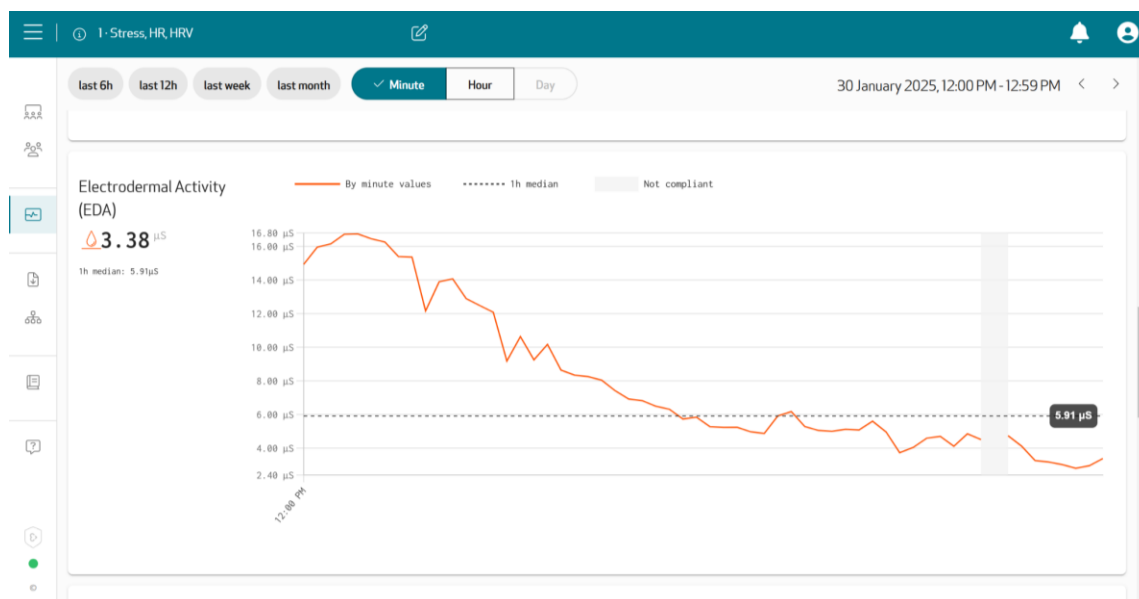 1 · Stress, HR, HRV
last 6h last 12h last week last month Minute Hour Day
30 January 2025, 12:00 PM - 12:59 PM
Electrodermal Activity
(EDA)
3.38 µS
1h median: 5.91µS
By minute values 1h median Not compliant
16.80 µS
16.00 µS
14.00 µS
12.00 µS
10.00 µS
8.00 µS
6.00 µS
5.91 µS
4.00 µS
2.40 µS
12:00 PM
©